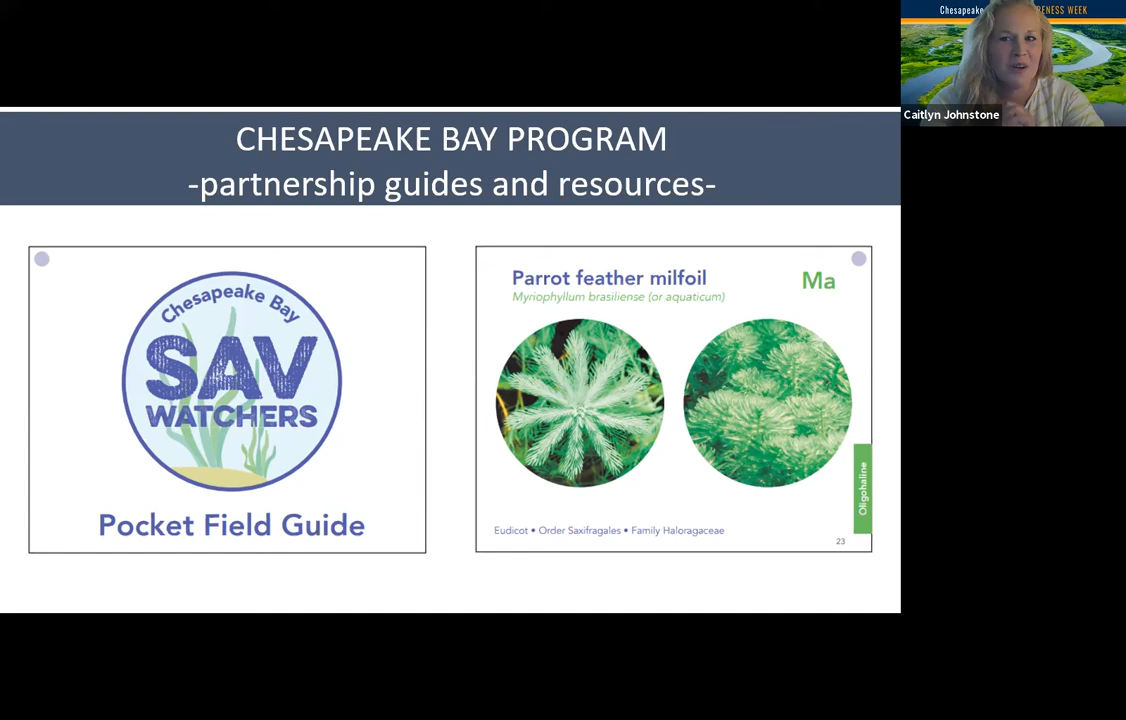 Chesapeake
ENESS WEEK
Caitlyn Johnstone
CHESAPEAKE BAY PROGRAM
-partnership guides and resources-
Chesapeake Bay
SAV
WATCHERS
Pocket Field Guide
Parrot feather milfoil
Ma
Myriophyllum brasiliense (or aquaticum)
Oligohaline
Eudicot • Order Saxifragales • Family Haloragaceae
23